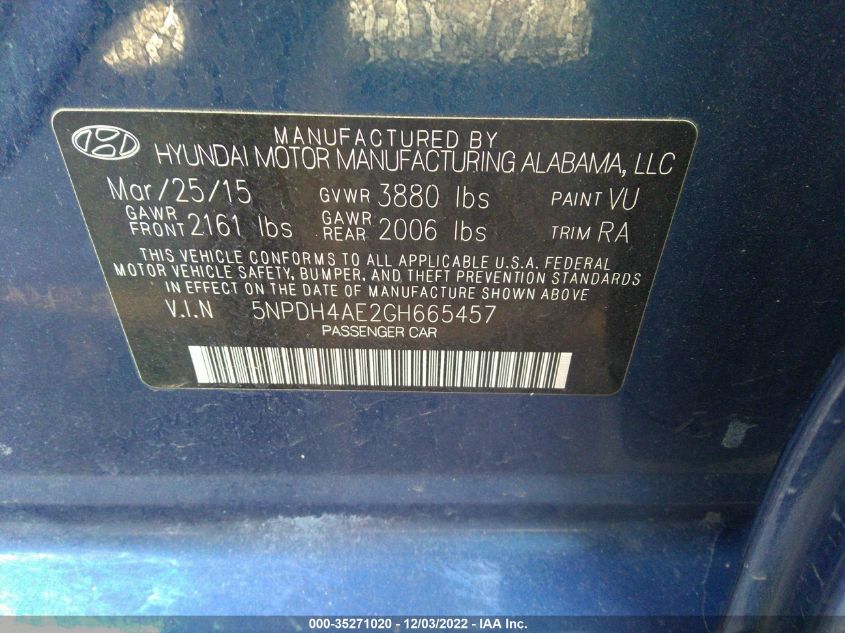 MANUFACTURED BY
HYUNDAI MOTOR MANUFACTURING ALABAMA, LLC
Mar/25/15 GVWR 3880 lbs PAINT VU
GAWR FRONT 2161 lbs GAWR REAR 2006 lbs TRIM RA
THIS VEHICLE CONFORMS TO ALL APPLICABLE U.S.A. FEDERAL
MOTOR VEHICLE SAFETY, BUMPER, AND THEFT PREVENTION STANDARDS
IN EFFECT ON THE DATE OF MANUFACTURE SHOWN ABOVE
V.I.N 5NPDH4AE2GH665457
PASSENGER CAR
000-35271020 - 12/03/2022 - IAA Inc.